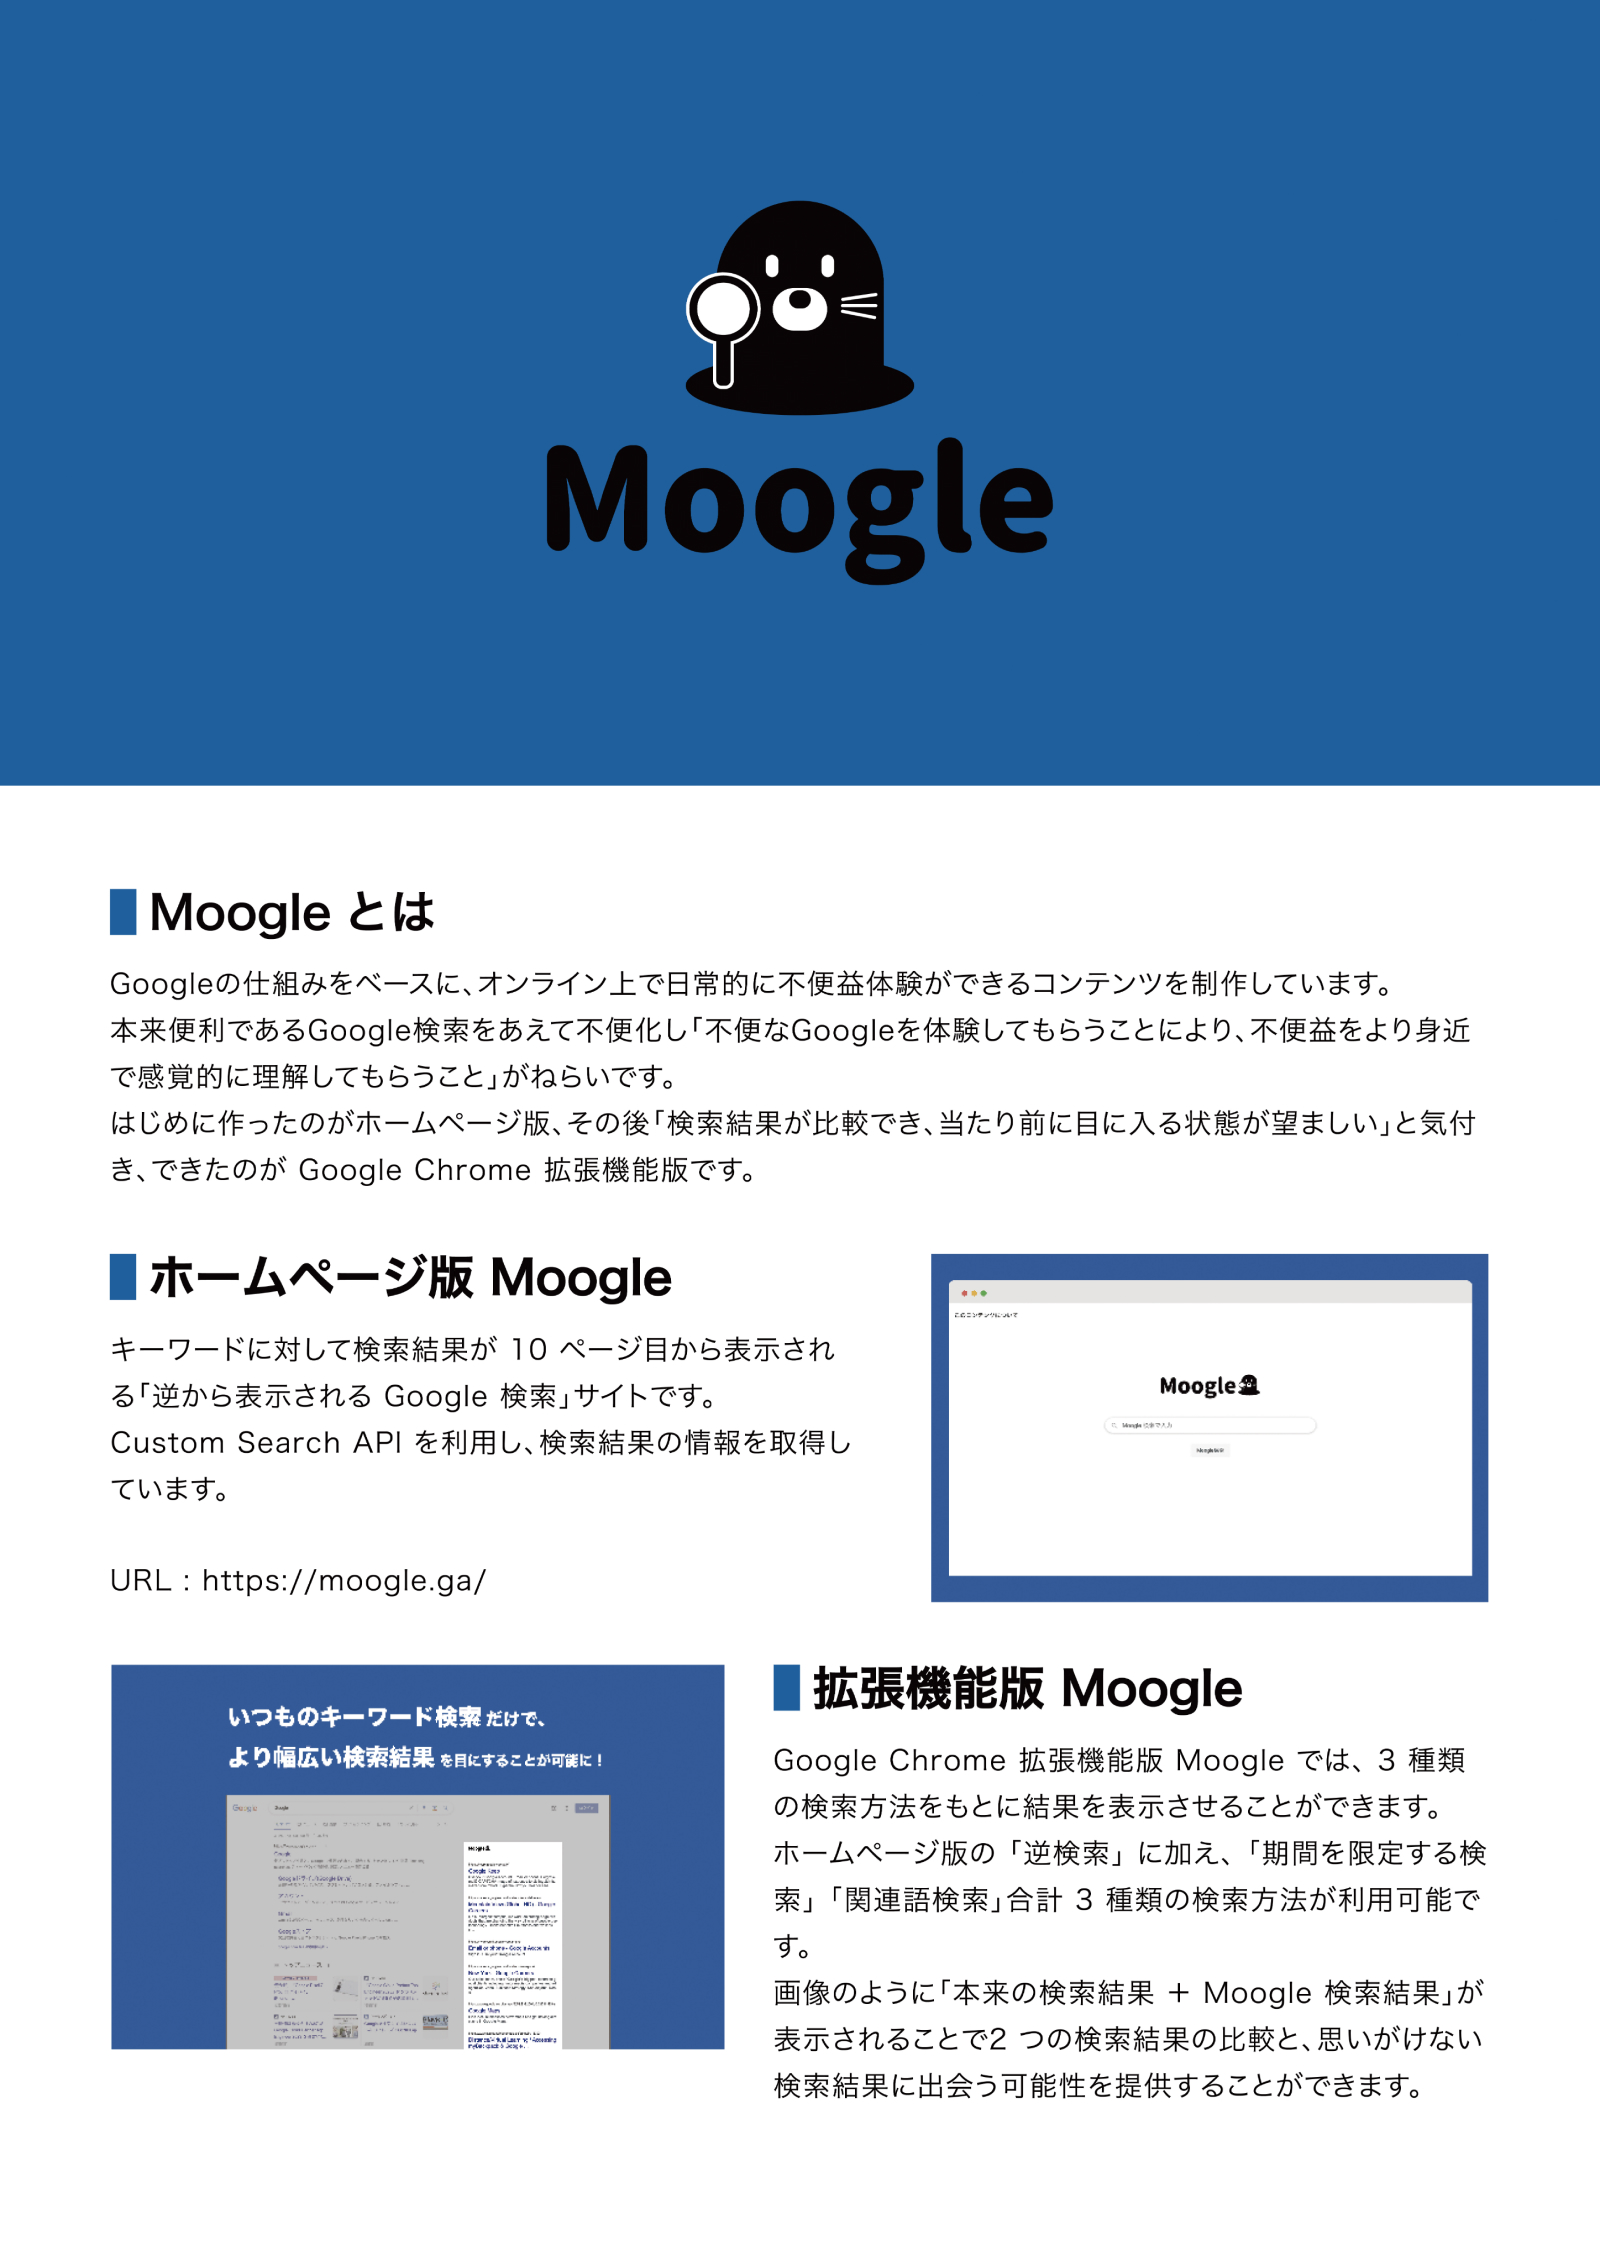 Moogle
Moogle とは
Googleの仕組みをベースに、オンライン上で日常的に不便益体験ができるコンテンツを制作しています。
本来便利であるGoogle検索をあえて不便化し「不便なGoogleを体験してもらうことにより、不便益をより身近
で感覚的に理解してもらうこと」がねらいです。
はじめに作ったのがホームページ版、その後「検索結果が比較でき、当たり前に目に入る状態が望ましい」と気付
き、できたのが Google Chrome 拡張機能版です。
ホームページ版 Moogle
キーワードに対して検索結果が 10 ページ目から表示され
る「逆から表示される Google 検索」サイトです。
Custom Search API を利用し、検索結果の情報を取得し
ています。
URL : https://moogle.ga/
このコンテンツについて
Moogle
Moogle 検索で入力
Moogle検索
いつものキーワード検索だけで、
より幅広い検索結果を目にすることが可能に！
Google
Google Keep
Email or phone - Google Accounts
Google Maps
拡張機能版 Moogle
Google Chrome 拡張機能版 Moogle では、3 種類
の検索方法をもとに結果を表示させることができます。
ホームページ版の「逆検索」に加え、「期間を限定する検
索」「関連語検索」合計 3 種類の検索方法が利用可能で
す。
画像のように「本来の検索結果 ＋ Moogle 検索結果」が
表示されることで2 つの検索結果の比較と、思いがけない
検索結果に出会う可能性を提供することができます。